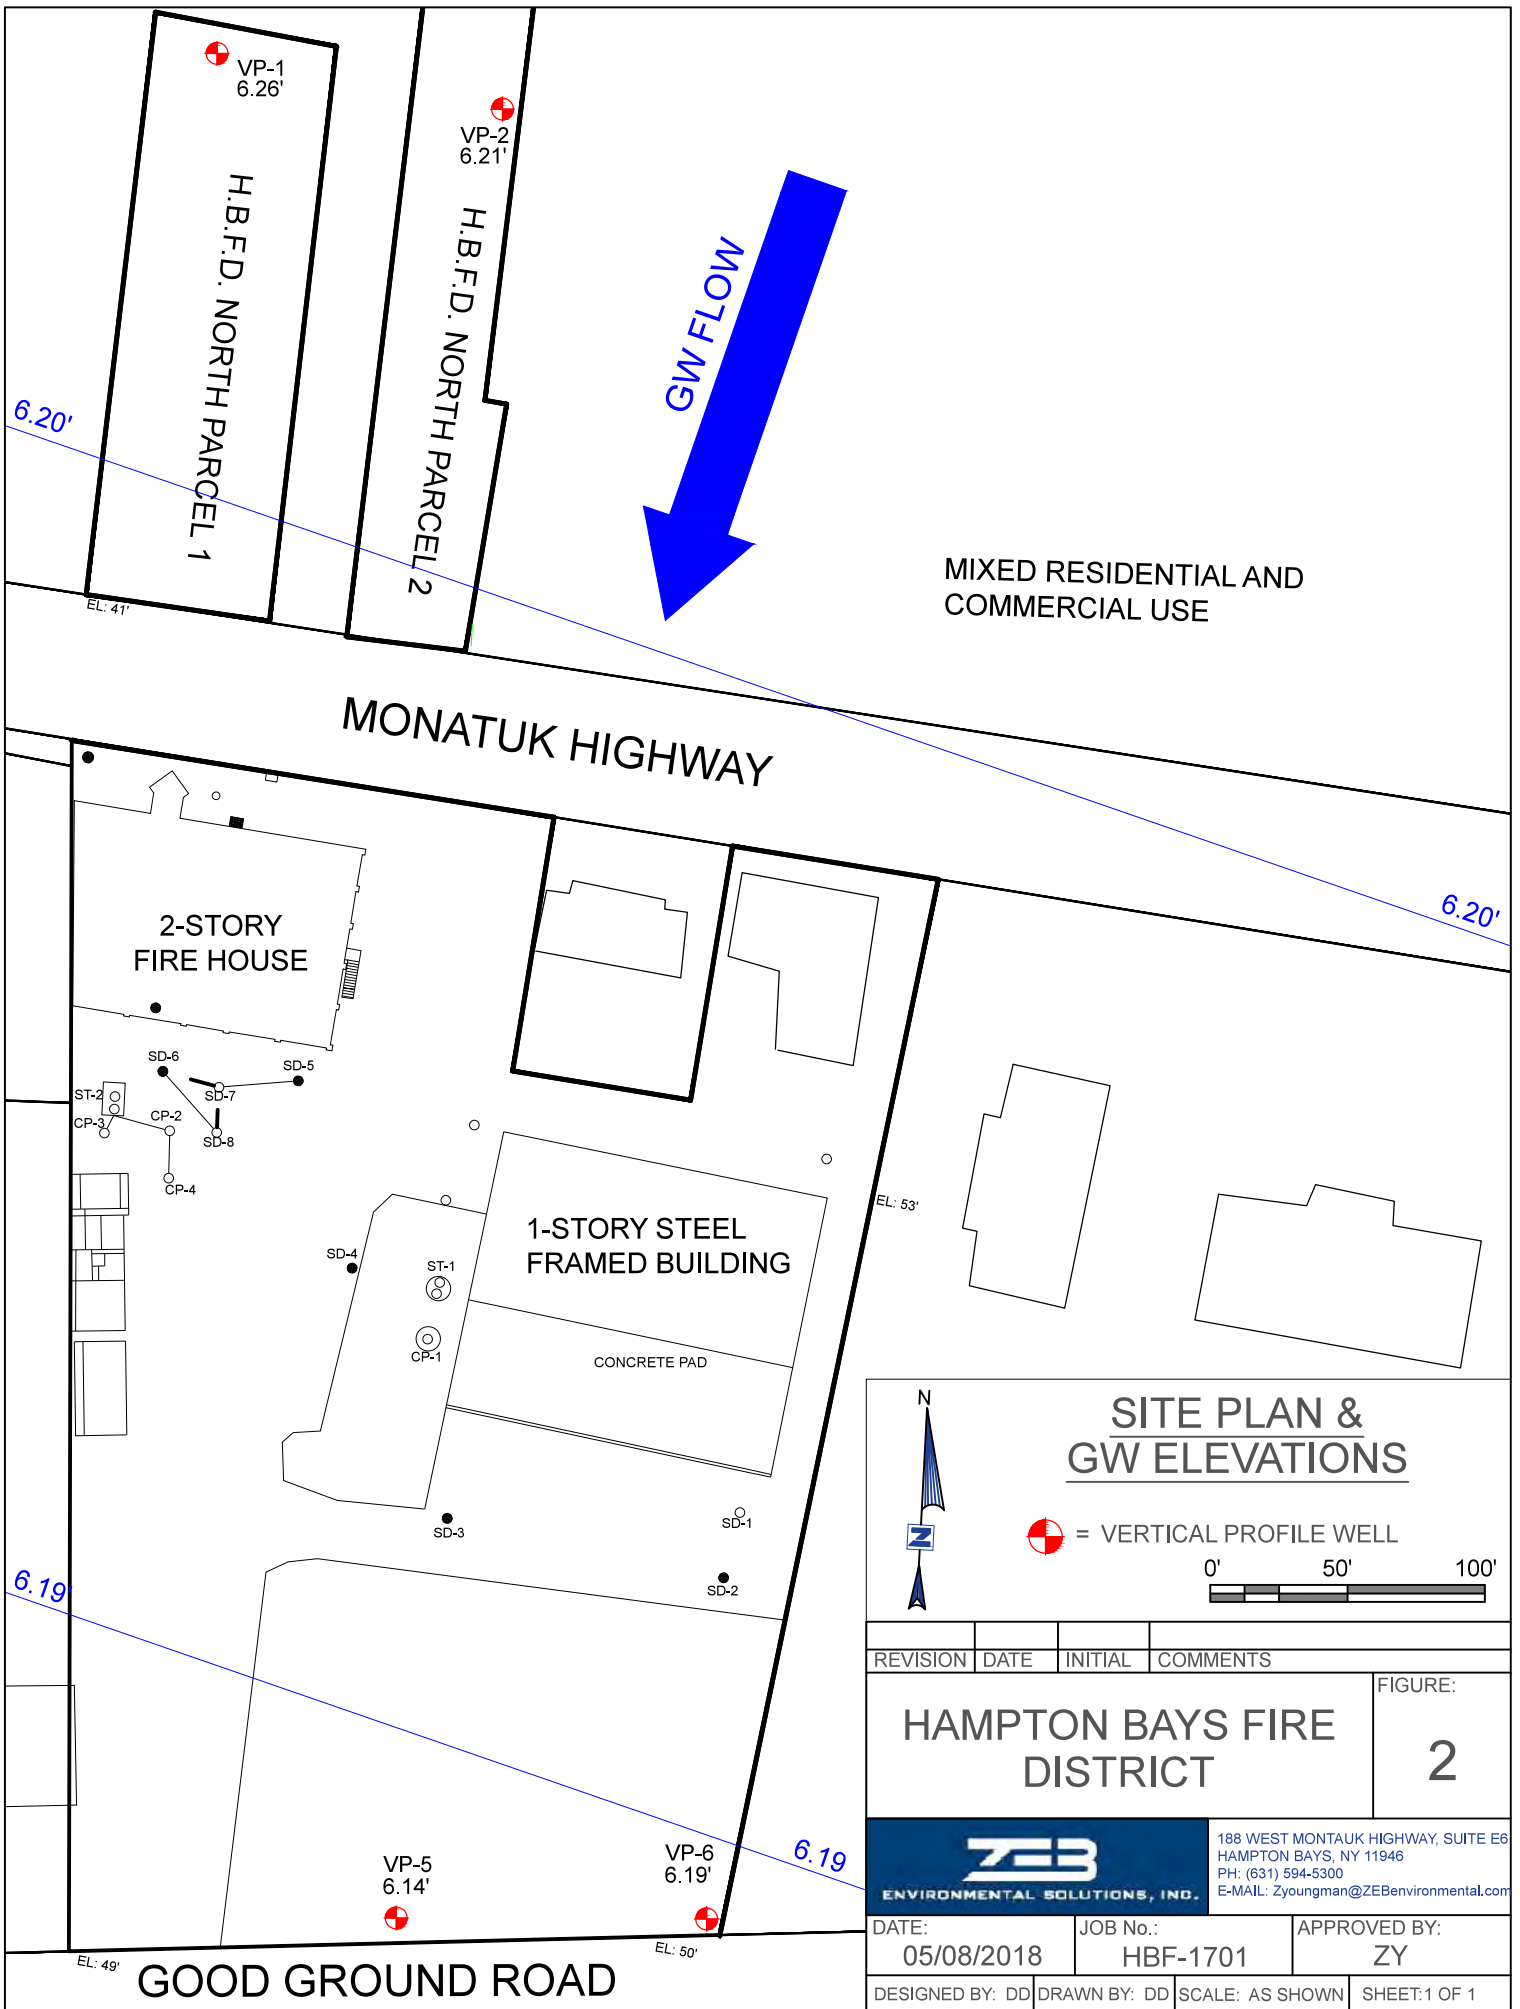 VP-1
6.26'
VP-2
6.21'
H.B.F.D. NORTH PARCEL 1
H.B.F.D. NORTH PARCEL 2
GW FLOW
6.20'
MIXED RESIDENTIAL AND
COMMERCIAL USE
EL: 41'
MONATUK HIGHWAY
6.20'
2-STORY
FIRE HOUSE
SD-6
SD-5
ST-2
SD-7
CP-3
CP-2
SD-8
CP-4
EL: 53'
1-STORY STEEL
FRAMED BUILDING
SD-4
ST-1
CP-1
CONCRETE PAD
SD-3
SD-1
SD-2
6.19'
6.19
VP-5
6.14'
VP-6
6.19'
EL: 49'
EL: 50'
GOOD GROUND ROAD
N
SITE PLAN &
GW ELEVATIONS
Z
= VERTICAL PROFILE WELL
0' 50' 100'
REVISION DATE INITIAL COMMENTS
HAMPTON BAYS FIRE
DISTRICT
FIGURE:
2
ZEB
ENVIRONMENTAL SOLUTIONS, INC.
188 WEST MONTAUK HIGHWAY, SUITE E6
HAMPTON BAYS, NY 11946
PH: (631) 594-5300
E-MAIL: Zyoungman@ZEBenvironmental.com
DATE:
05/08/2018
JOB No.:
HBF-1701
APPROVED BY:
ZY
DESIGNED BY: DD DRAWN BY: DD SCALE: AS SHOWN SHEET:1 OF 1